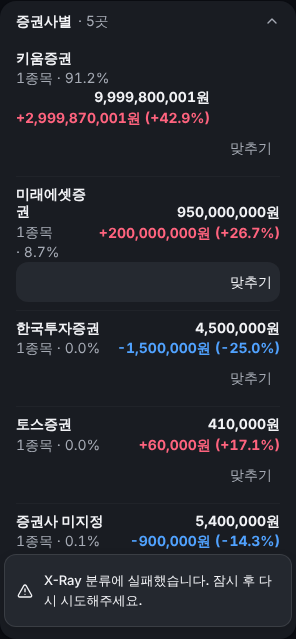 증권사별 · 5곳
키움증권
1종목 · 91.2%
9,999,800,001원
+2,999,870,001원 (+42.9%)
맞추기
미래에셋증
권
950,000,000원
1종목
· 8.7%
+200,000,000원 (+26.7%)
맞추기
한국투자증권 4,500,000원
1종목 · 0.0% -1,500,000원 (-25.0%)
맞추기
토스증권 410,000원
1종목 · 0.0% +60,000원 (+17.1%)
맞추기
증권사 미지정 5,400,000원
1종목 · 0.1% -900,000원 (-14.3%)
X-Ray 분류에 실패했습니다. 잠시 후 다
시 시도해주세요.